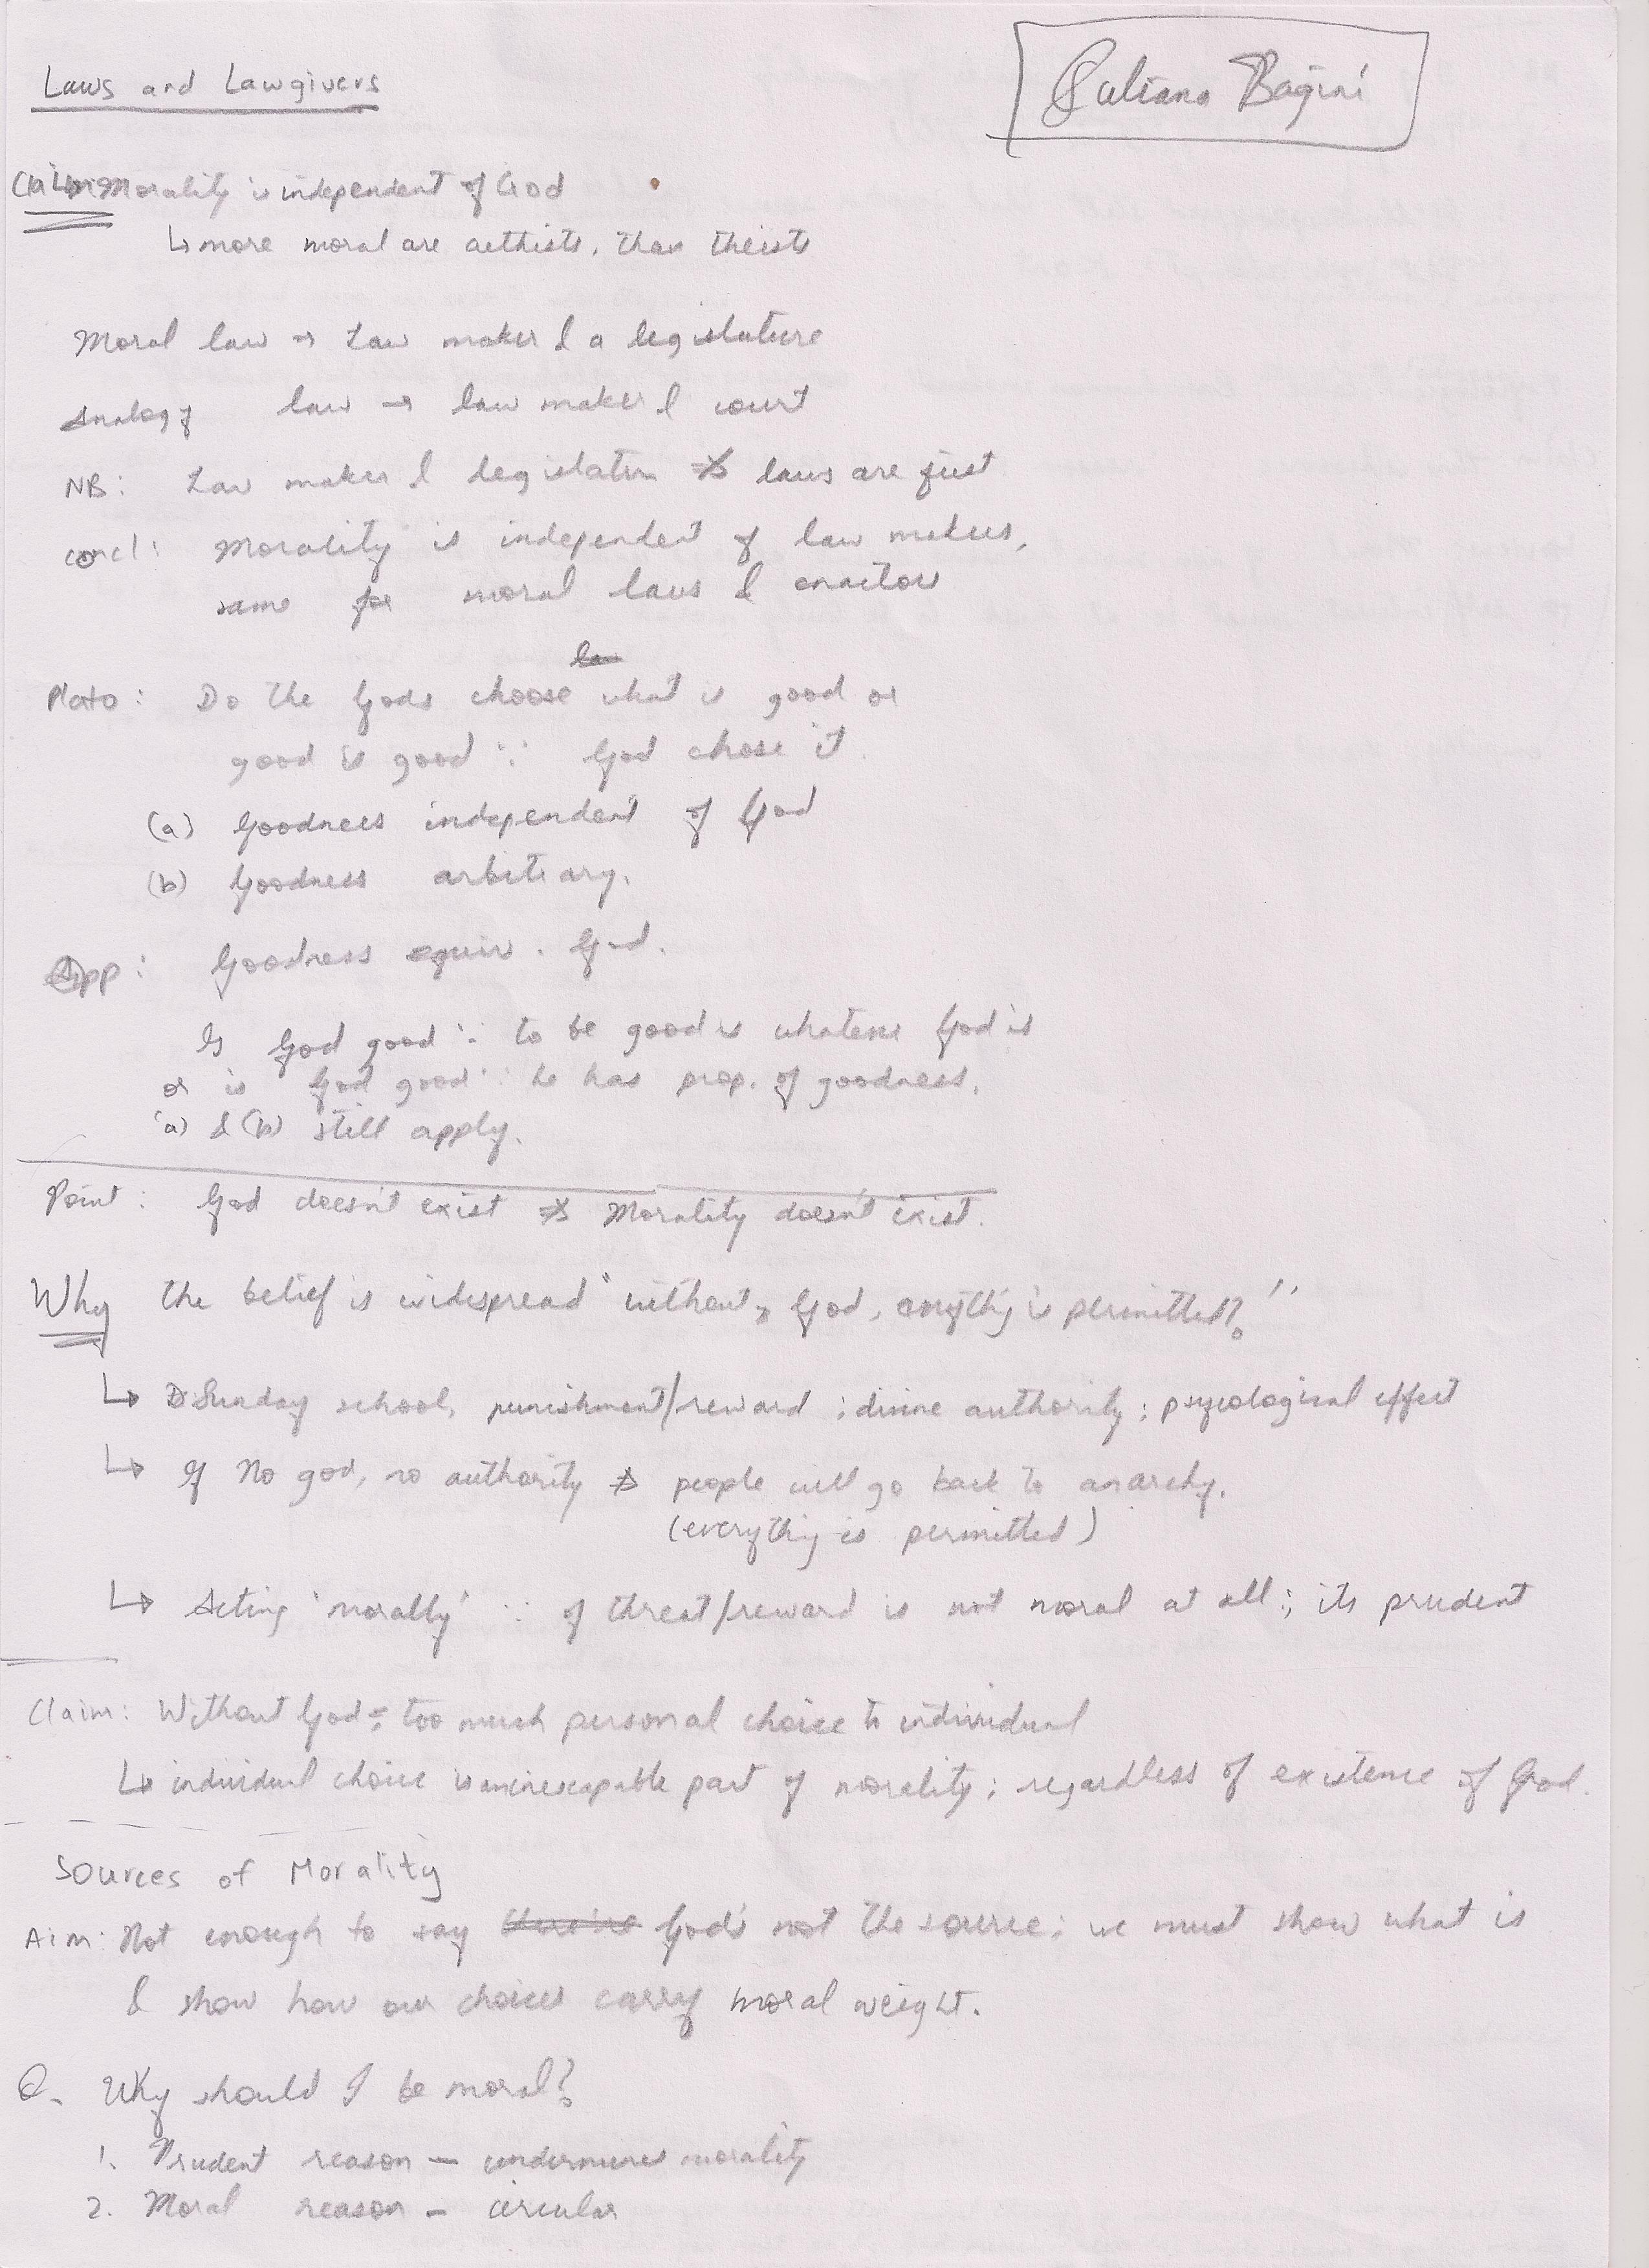 Laws and Lawgivers
Juliano Bagini
Claim: Morality is independent of God
↳ more moral are aethists, than theists
Moral law → Law maker & a legislature
Analogy law → law maker & court
NB: Law maker & legislature ⇏ laws are just
concl: Morality is independent of law makers,
same for moral laws & enactors
Plato: Do the Gods choose what is good or
good is good ∵ God chose it.
(a) Goodness independent of God
(b) Goodness arbitrary.
Opp: Goodness equiv. God.
Is God good ∵ to be good is whatever God is
or is God good ∵ he has prop. of goodness.
(a) & (b) still apply.
Point: God doesn't exist ⇏ Morality doesn't exist.
Why the belief is widespread "without, God, anything is permitted?"
↳ Sunday school, punishment/reward ; divine authority ; psycological effect
↳ If No god, no authority ⇏ people will go back to anarchy.
(everything is permitted)
↳ Acting 'morally' ∵ of threat/reward is not moral at all ; its prudent
Claim: Without God = too much personal choice to individual
↳ individual choice is an inescapable part of morality ; regardless of existence of God.
Sources of Morality
Aim: Not enough to say God's not the source ; we must show what is
& show how our choices carry moral weight.
Q. Why should I be moral?
1. Prudent reason — undermines morality
2. Moral reason — circular